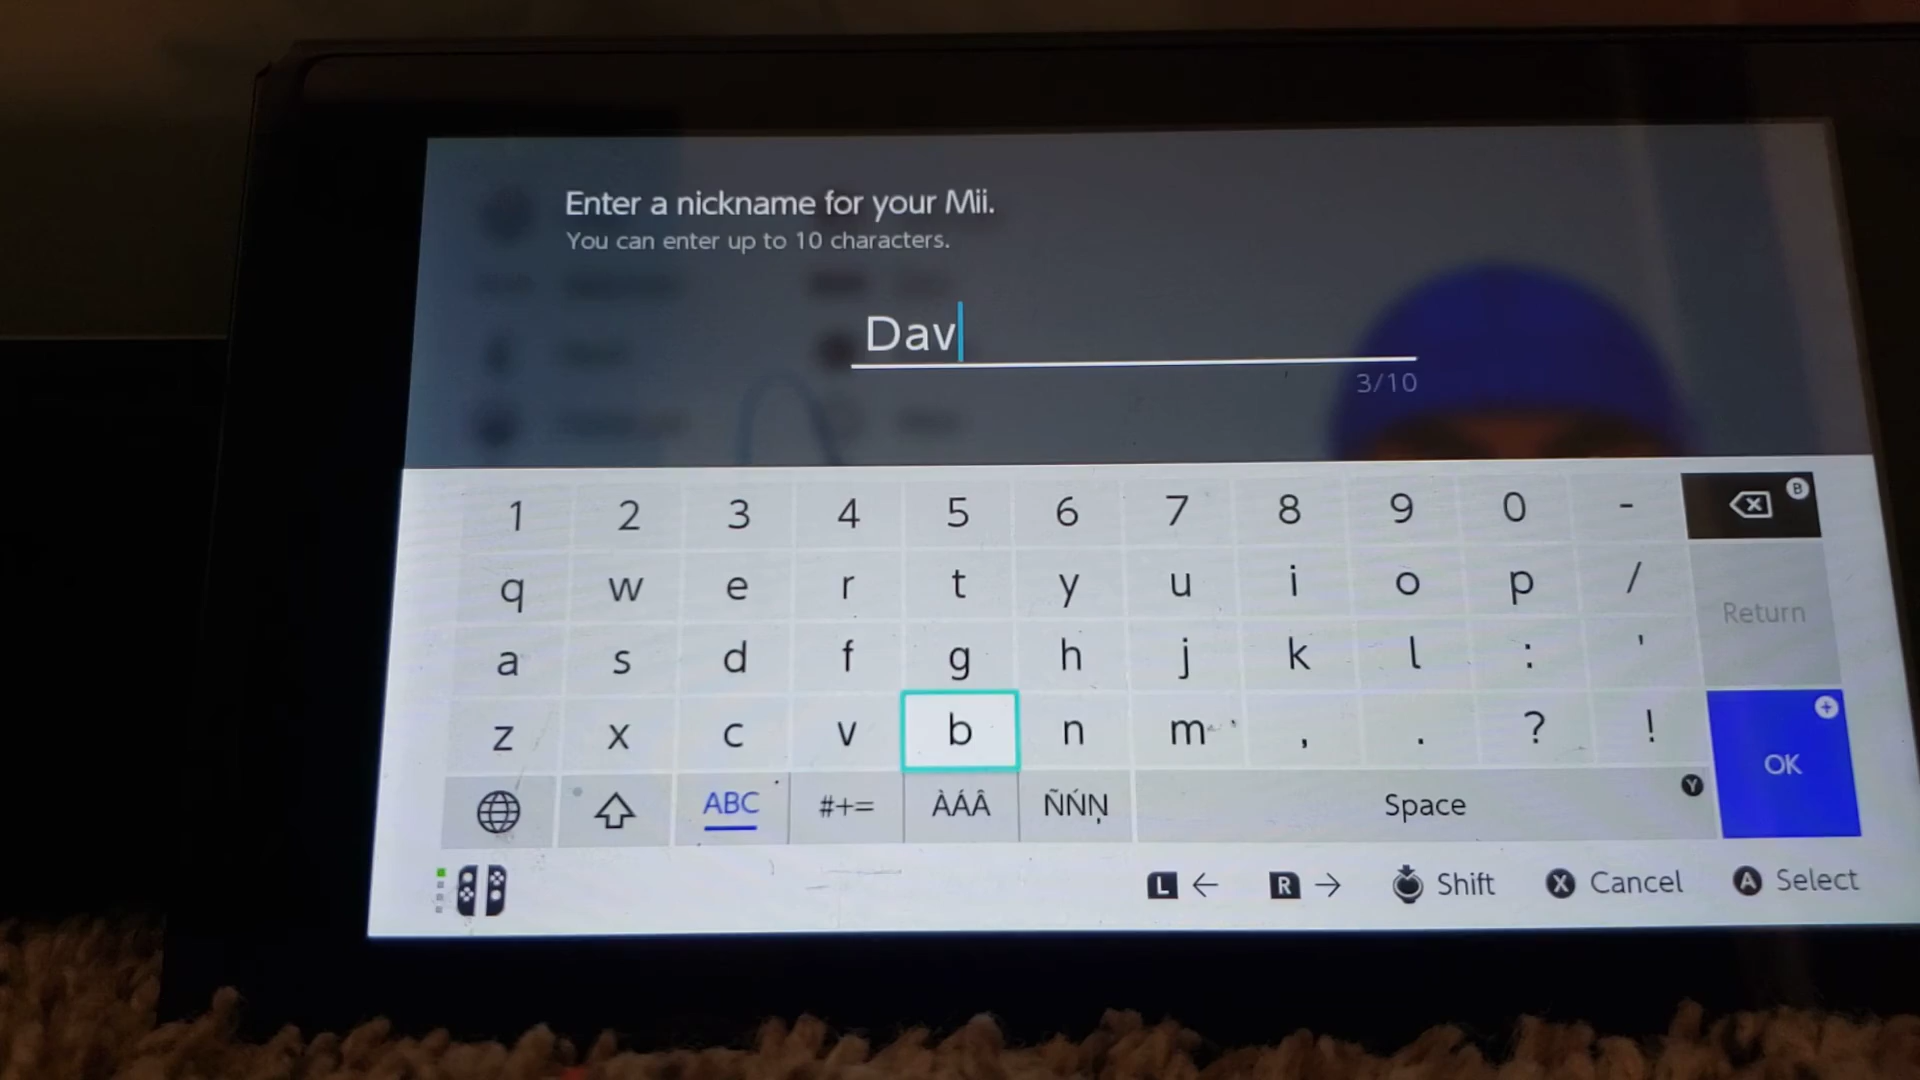 Enter a nickname for your Mii.
You can enter up to 10 characters.
Dav
3/10
1 2 3 4 5 6 7 8 9 0 - B
q w e r t y u i o p /
Return
a s d f g h j k l : '
z x c v b n m , . ? ! +
OK
ABC #+= ÀÁÂ ÑŃŅ Space Y
L ← R → Shift X Cancel A Select